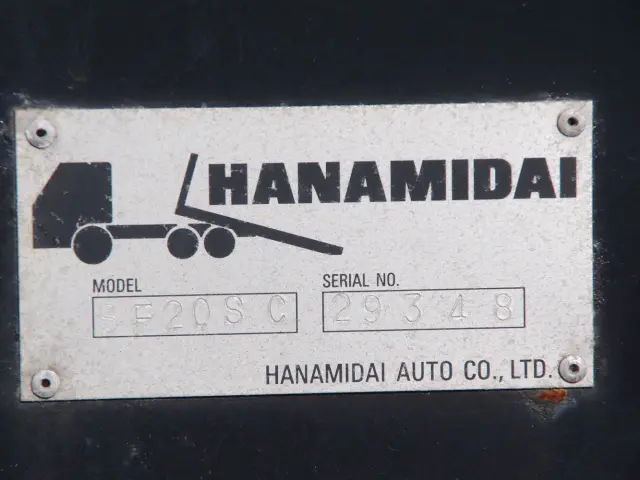 HANAMIDAI
MODEL
SERIAL NO.
SF20SC
29348
HANAMIDAI AUTO CO., LTD.